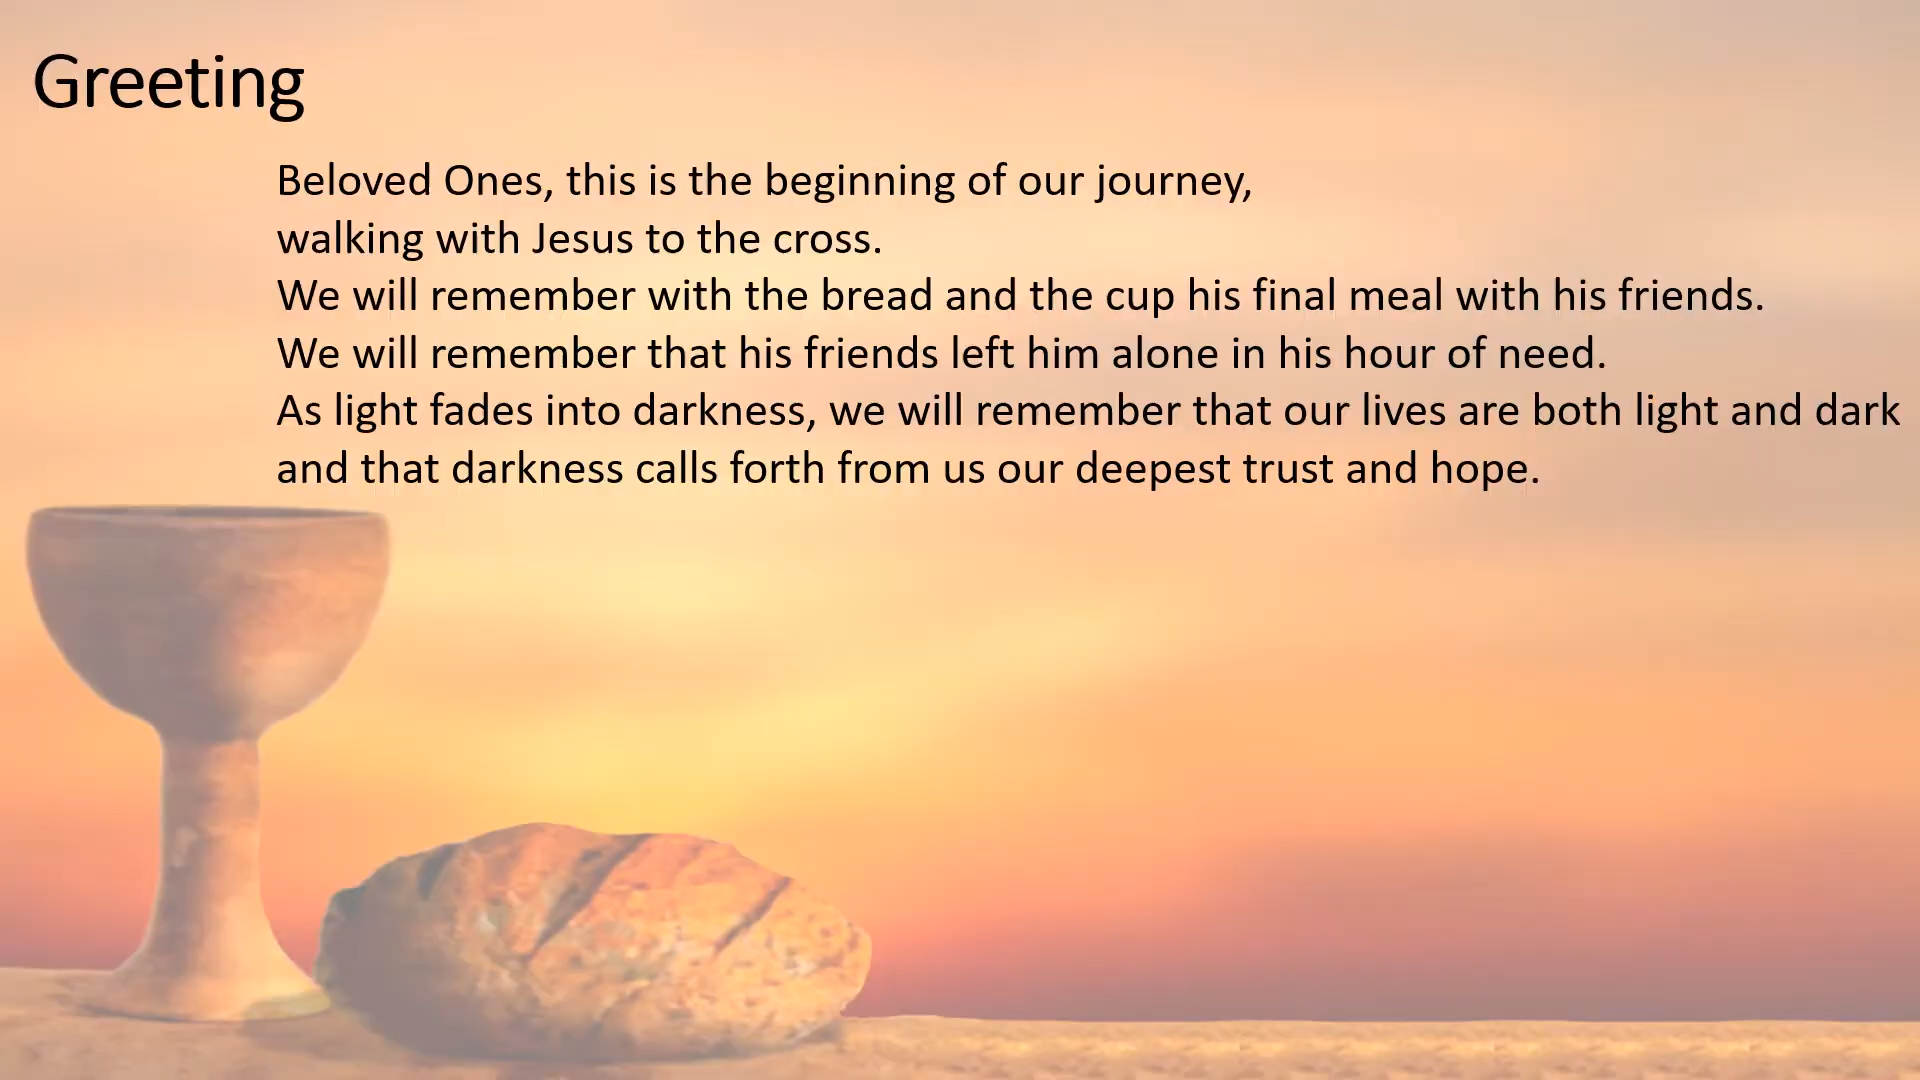 Greeting
Beloved Ones, this is the beginning of our journey,
walking with Jesus to the cross.
We will remember with the bread and the cup his final meal with his friends.
We will remember that his friends left him alone in his hour of need.
As light fades into darkness, we will remember that our lives are both light and dark
and that darkness calls forth from us our deepest trust and hope.